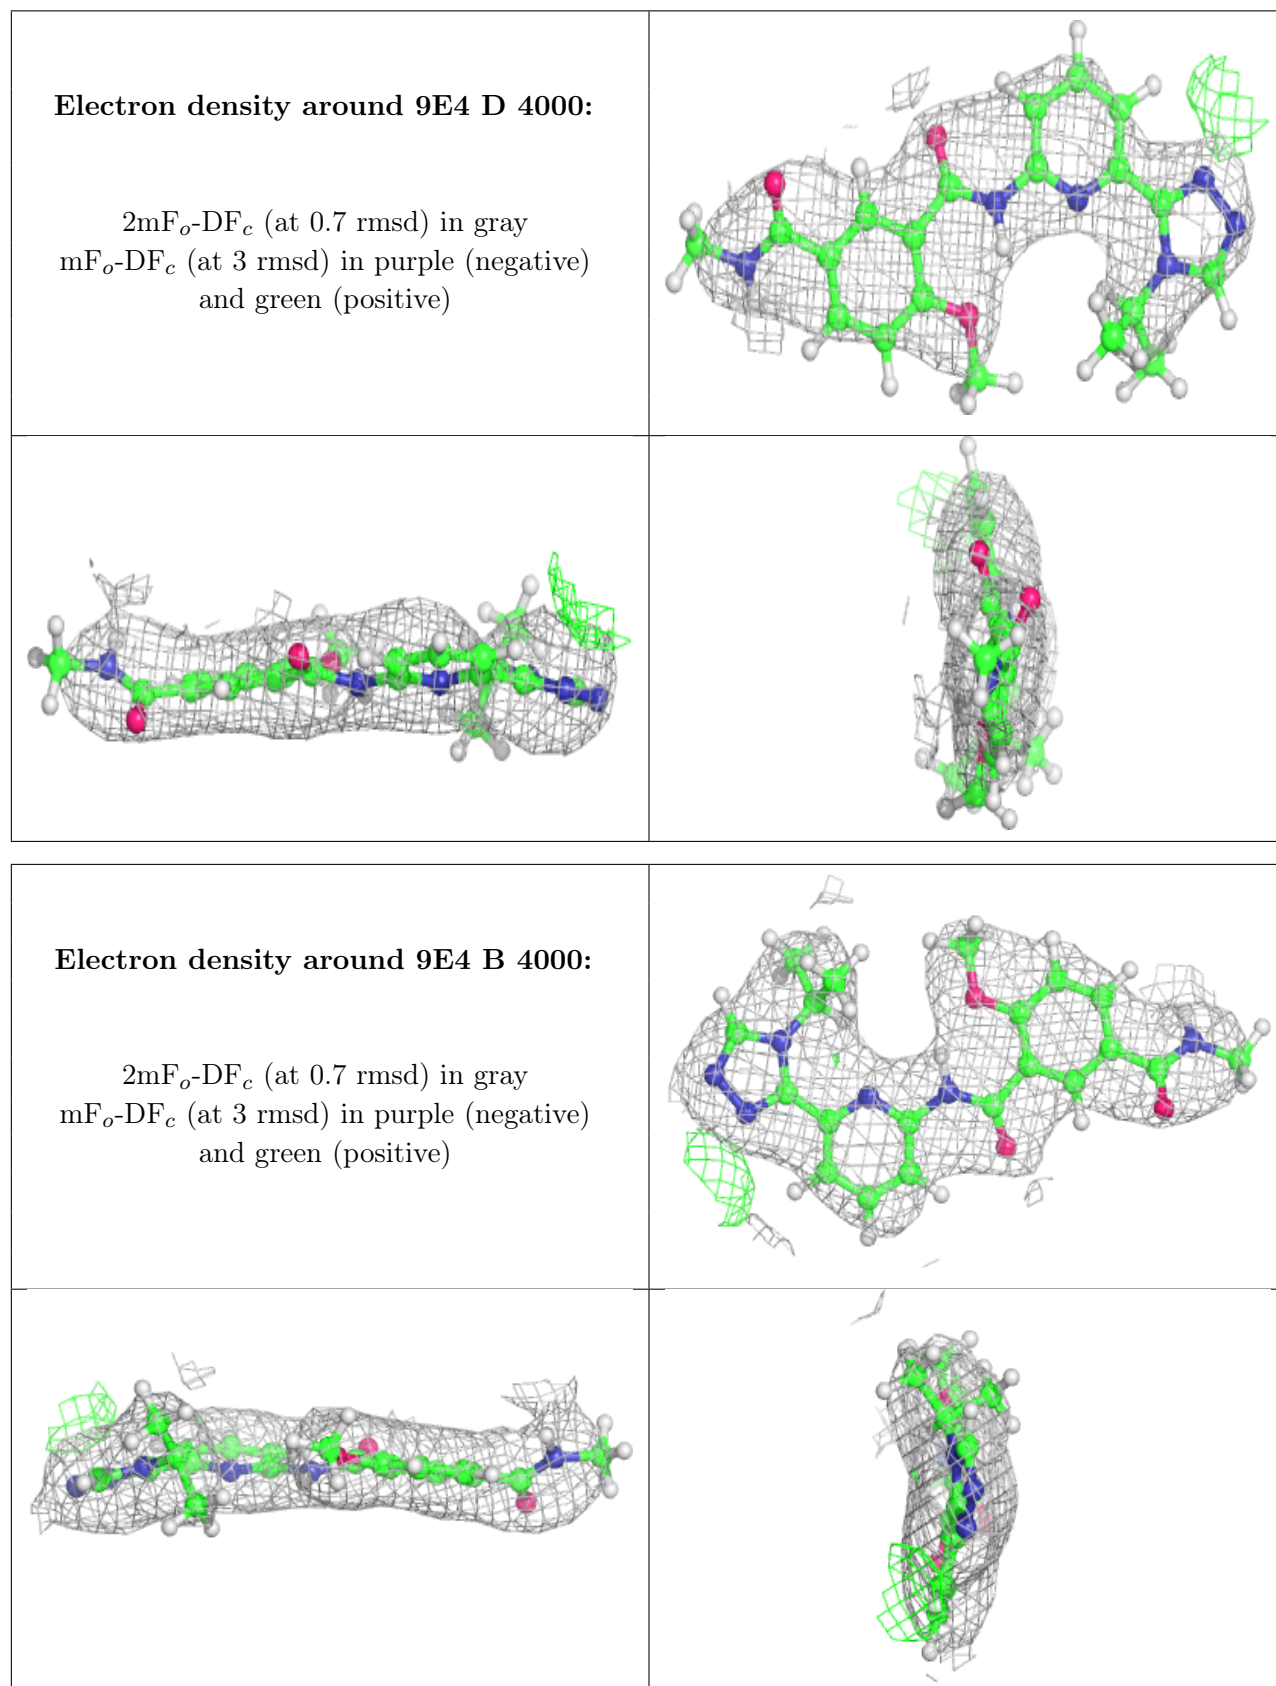 Electron density around 9E4 D 4000:
2mFo-DFc (at 0.7 rmsd) in gray
mFo-DFc (at 3 rmsd) in purple (negative)
and green (positive)
Electron density around 9E4 B 4000:
2mFo-DFc (at 0.7 rmsd) in gray
mFo-DFc (at 3 rmsd) in purple (negative)
and green (positive)